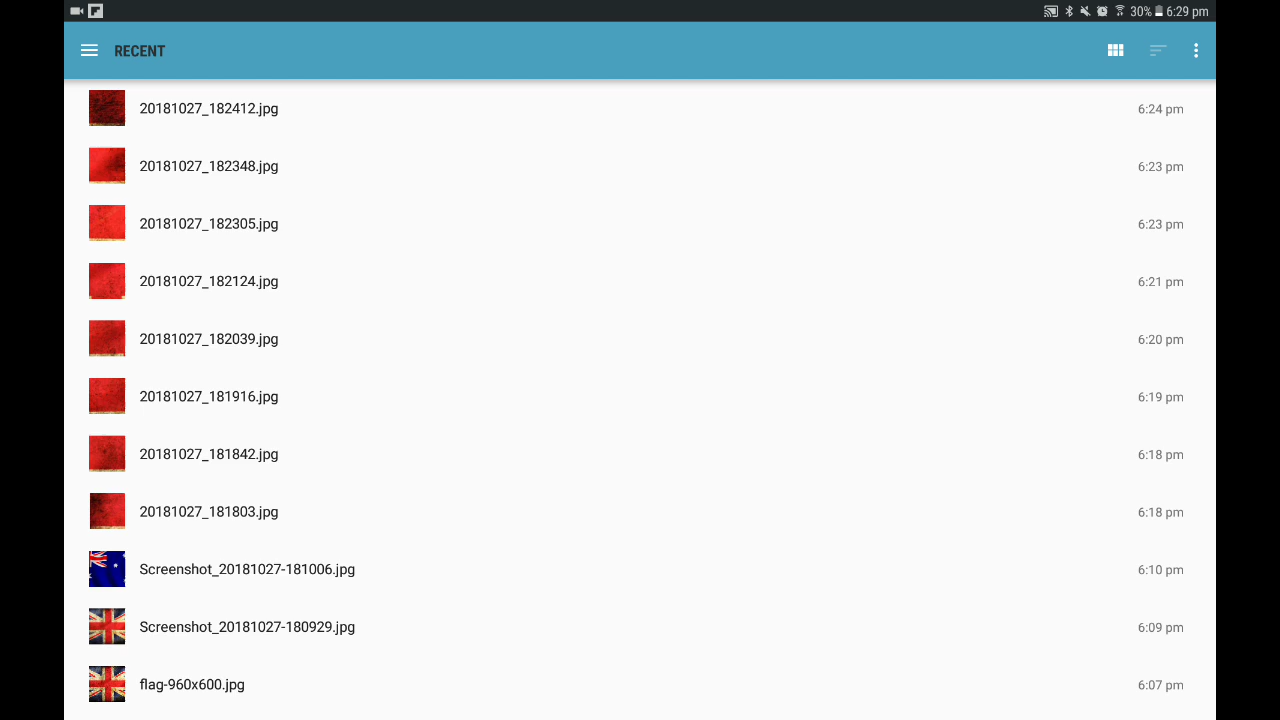 30% 6:29 pm
RECENT
20181027_182412.jpg 6:24 pm
20181027_182348.jpg 6:23 pm
20181027_182305.jpg 6:23 pm
20181027_182124.jpg 6:21 pm
20181027_182039.jpg 6:20 pm
20181027_181916.jpg 6:19 pm
20181027_181842.jpg 6:18 pm
20181027_181803.jpg 6:18 pm
Screenshot_20181027-181006.jpg 6:10 pm
Screenshot_20181027-180929.jpg 6:09 pm
flag-960x600.jpg 6:07 pm